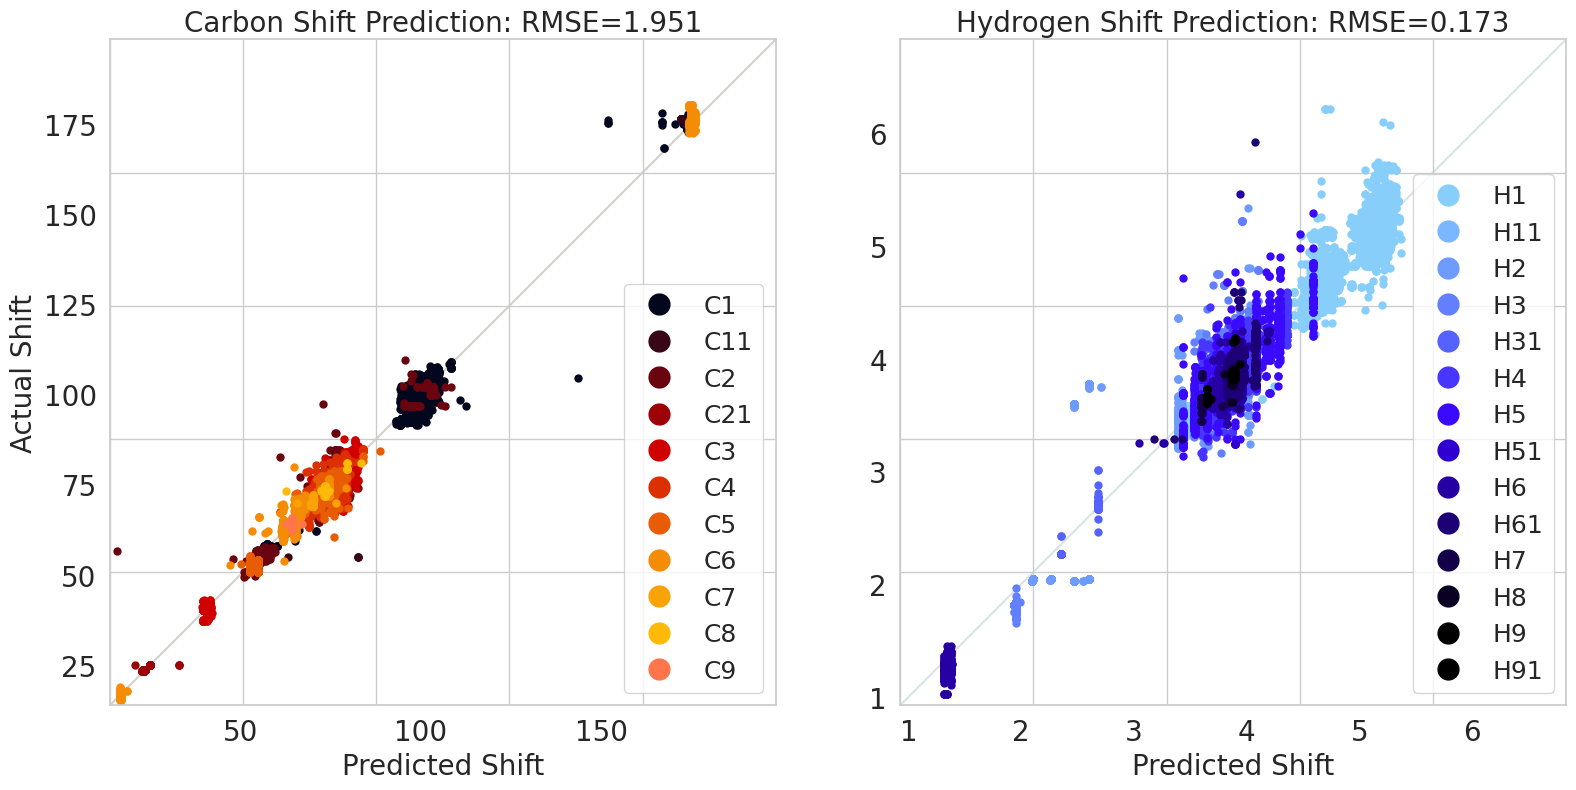 Carbon Shift Prediction: RMSE=1.951
Actual Shift
175
150
125
100
75
50
25
50
100
150
Predicted Shift
C1
C11
C2
C21
C3
C4
C5
C6
C7
C8
C9
Hydrogen Shift Prediction: RMSE=0.173
6
5
4
3
2
1
1
2
3
4
5
6
Predicted Shift
H1
H11
H2
H3
H31
H4
H5
H51
H6
H61
H7
H8
H9
H91